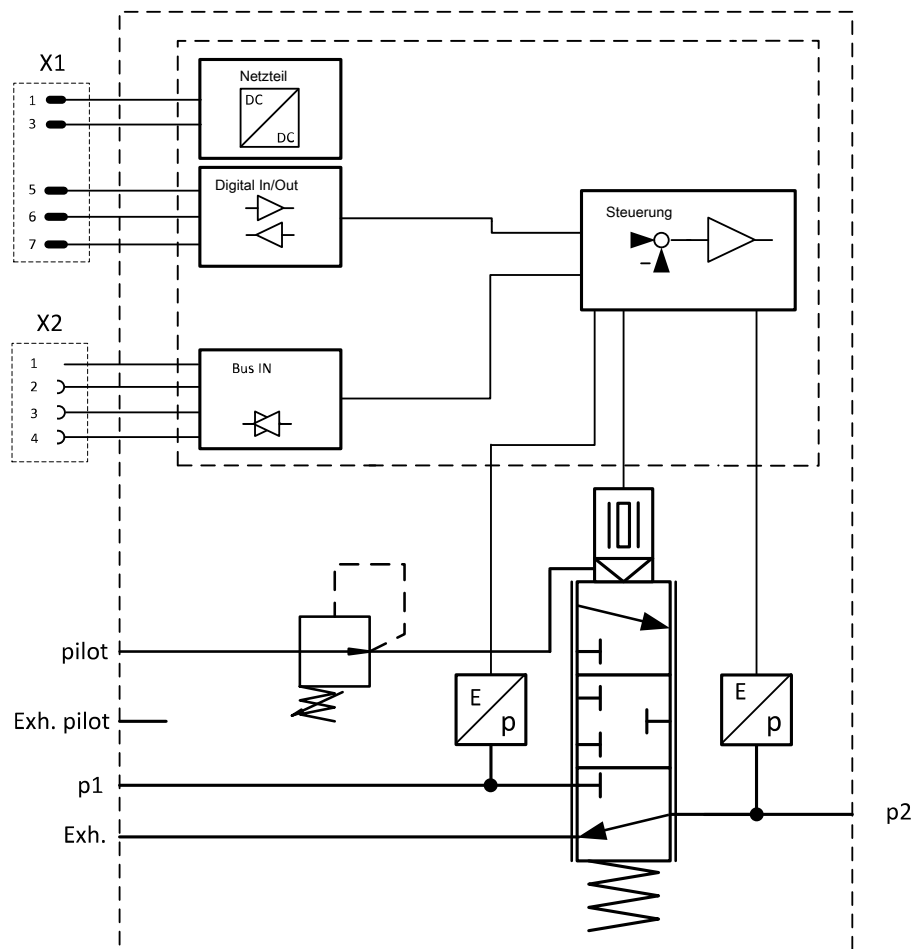 X1
1
3
5
6
7
Netzteil
DC
DC
Digital In/Out
Steuerung
X2
1
2
3
4
Bus IN
pilot
Exh. pilot
p1
Exh.
E
p
E
p
p2